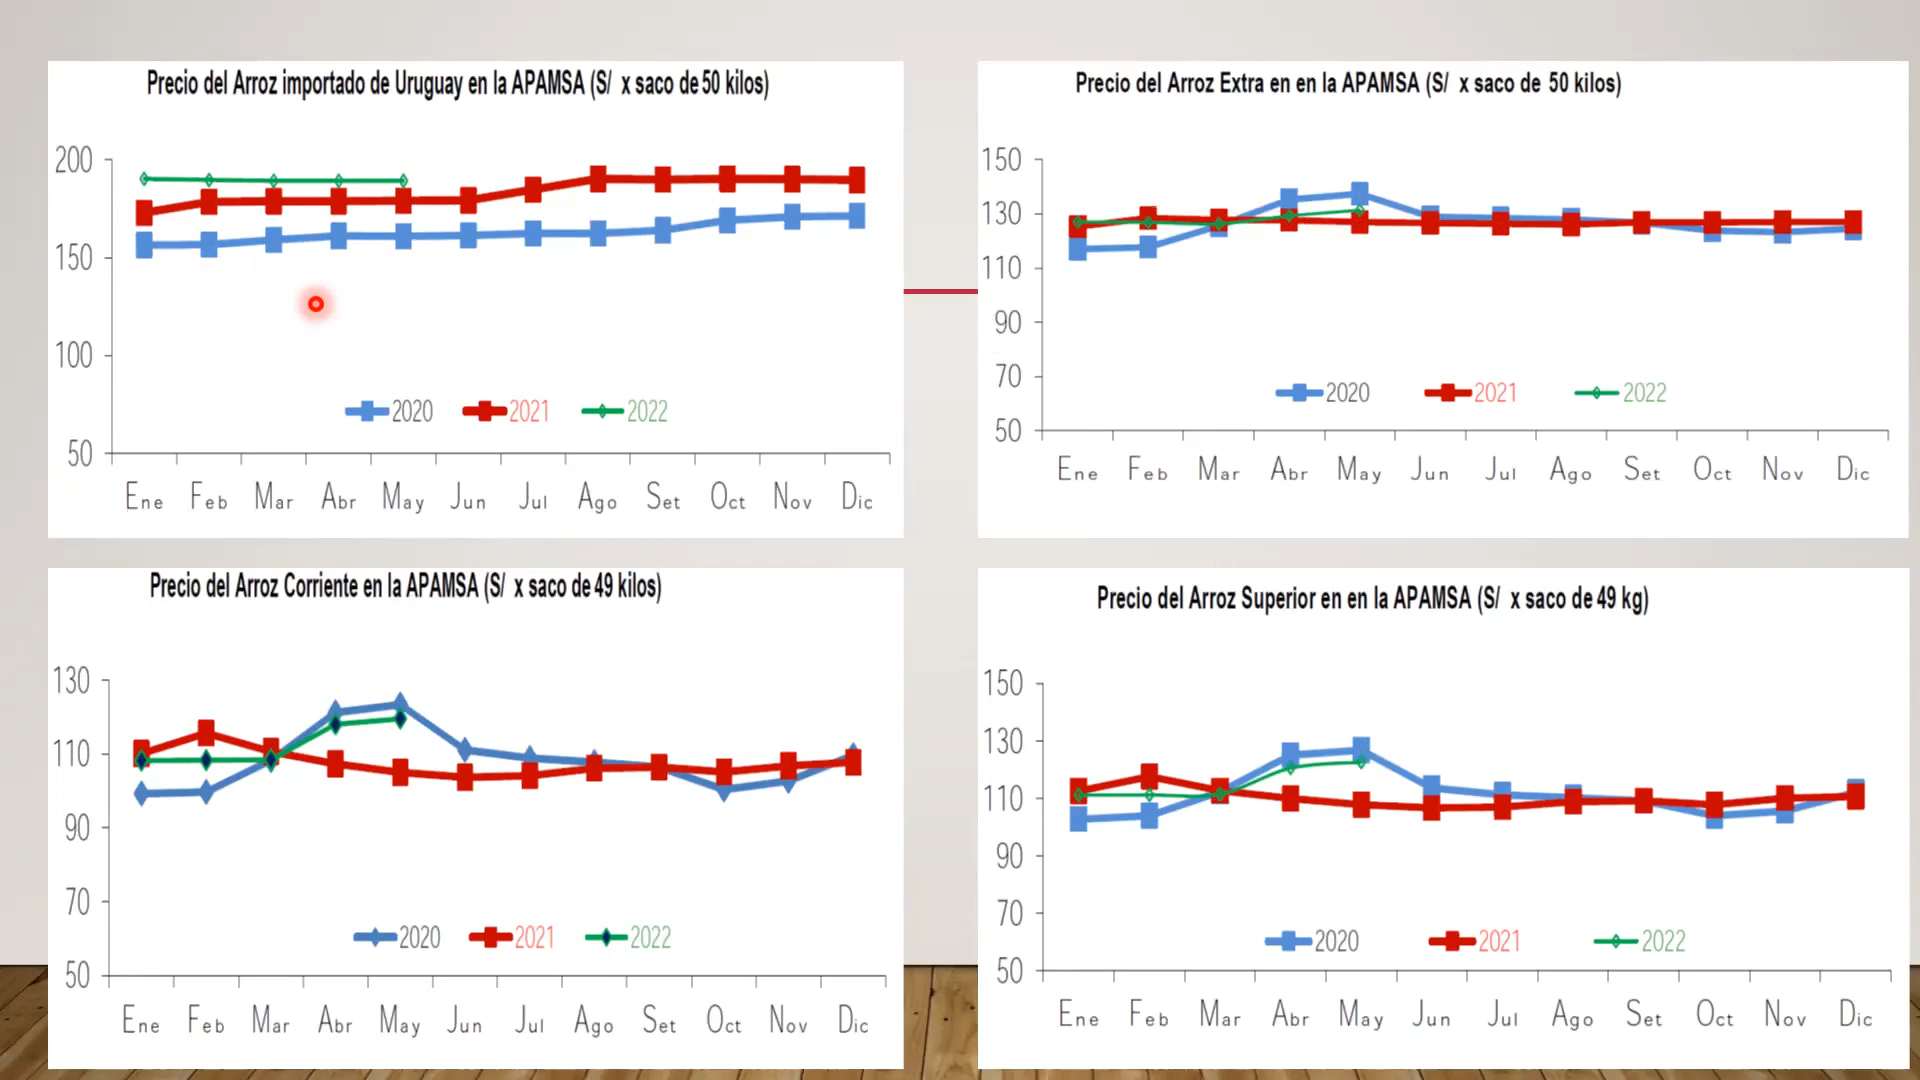 Precio del Arroz importado de Uruguay en la APAMSA (S/ x saco de 50 kilos)
200
150
100
50
2020 2021 2022
Ene Feb Mar Abr May Jun Jul Ago Set Oct Nov Dic
Precio del Arroz Extra en en la APAMSA (S/ x saco de 50 kilos)
150
130
110
90
70
50
2020 2021 2022
Ene Feb Mar Abr May Jun Jul Ago Set Oct Nov Dic
Precio del Arroz Corriente en la APAMSA (S/ x saco de 49 kilos)
130
110
90
70
50
2020 2021 2022
Ene Feb Mar Abr May Jun Jul Ago Set Oct Nov Dic
Precio del Arroz Superior en en la APAMSA (S/ x saco de 49 kg)
150
130
110
90
70
50
2020 2021 2022
Ene Feb Mar Abr May Jun Jul Ago Set Oct Nov Dic